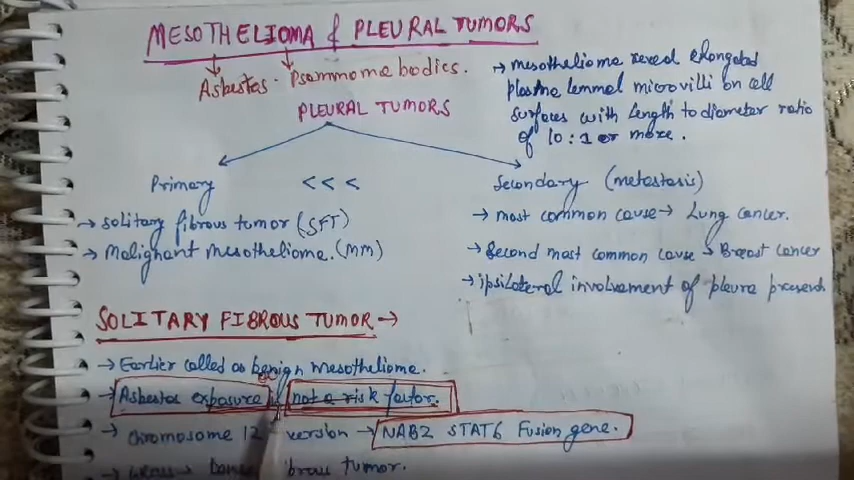 MESOTHELIOMA & PLEURAL TUMORS
Asbestas. Psammoma bodies.
→ mesothelioma reveal elongated
plasma lemmal microvilli on cell
surfaces with length to diameter ratio
of 10:1 or more.
PLEURAL TUMORS
Primary <<< Secondary (metastasis)
→ solitary fibrous tumor (SFT)
→ Malignant mesothelioma. (MM)
→ most common cause → Lung cancer.
→ Second most common cause → Breast cancer
→ ipsilateral involvement of pleura present
SOLITARY FIBROUS TUMOR →
→ Earlier called as benign mesothelioma.
→ Asbestas exposure not a risk factor.
→ chromosome 12 version → NAB2 STAT6 Fusion gene.
fibrous tumor.